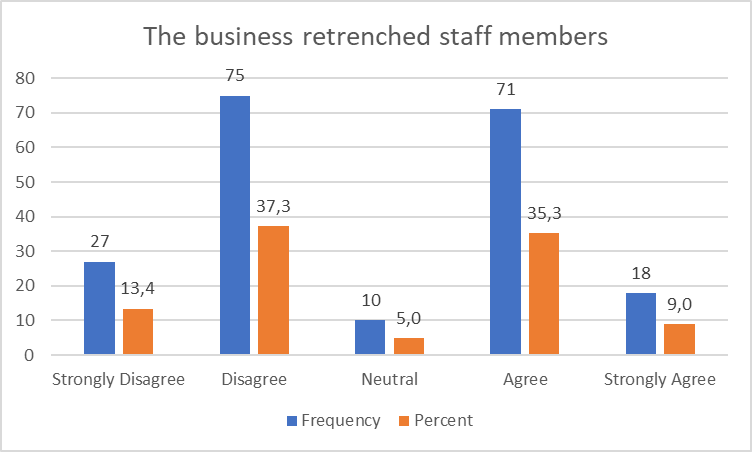 The business retrenched staff members
80
70
60
50
40
30
20
10
0
27
13,4
75
37,3
10
5,0
71
35,3
18
9,0
Strongly Disagree
Disagree
Neutral
Agree
Strongly Agree
Frequency
Percent